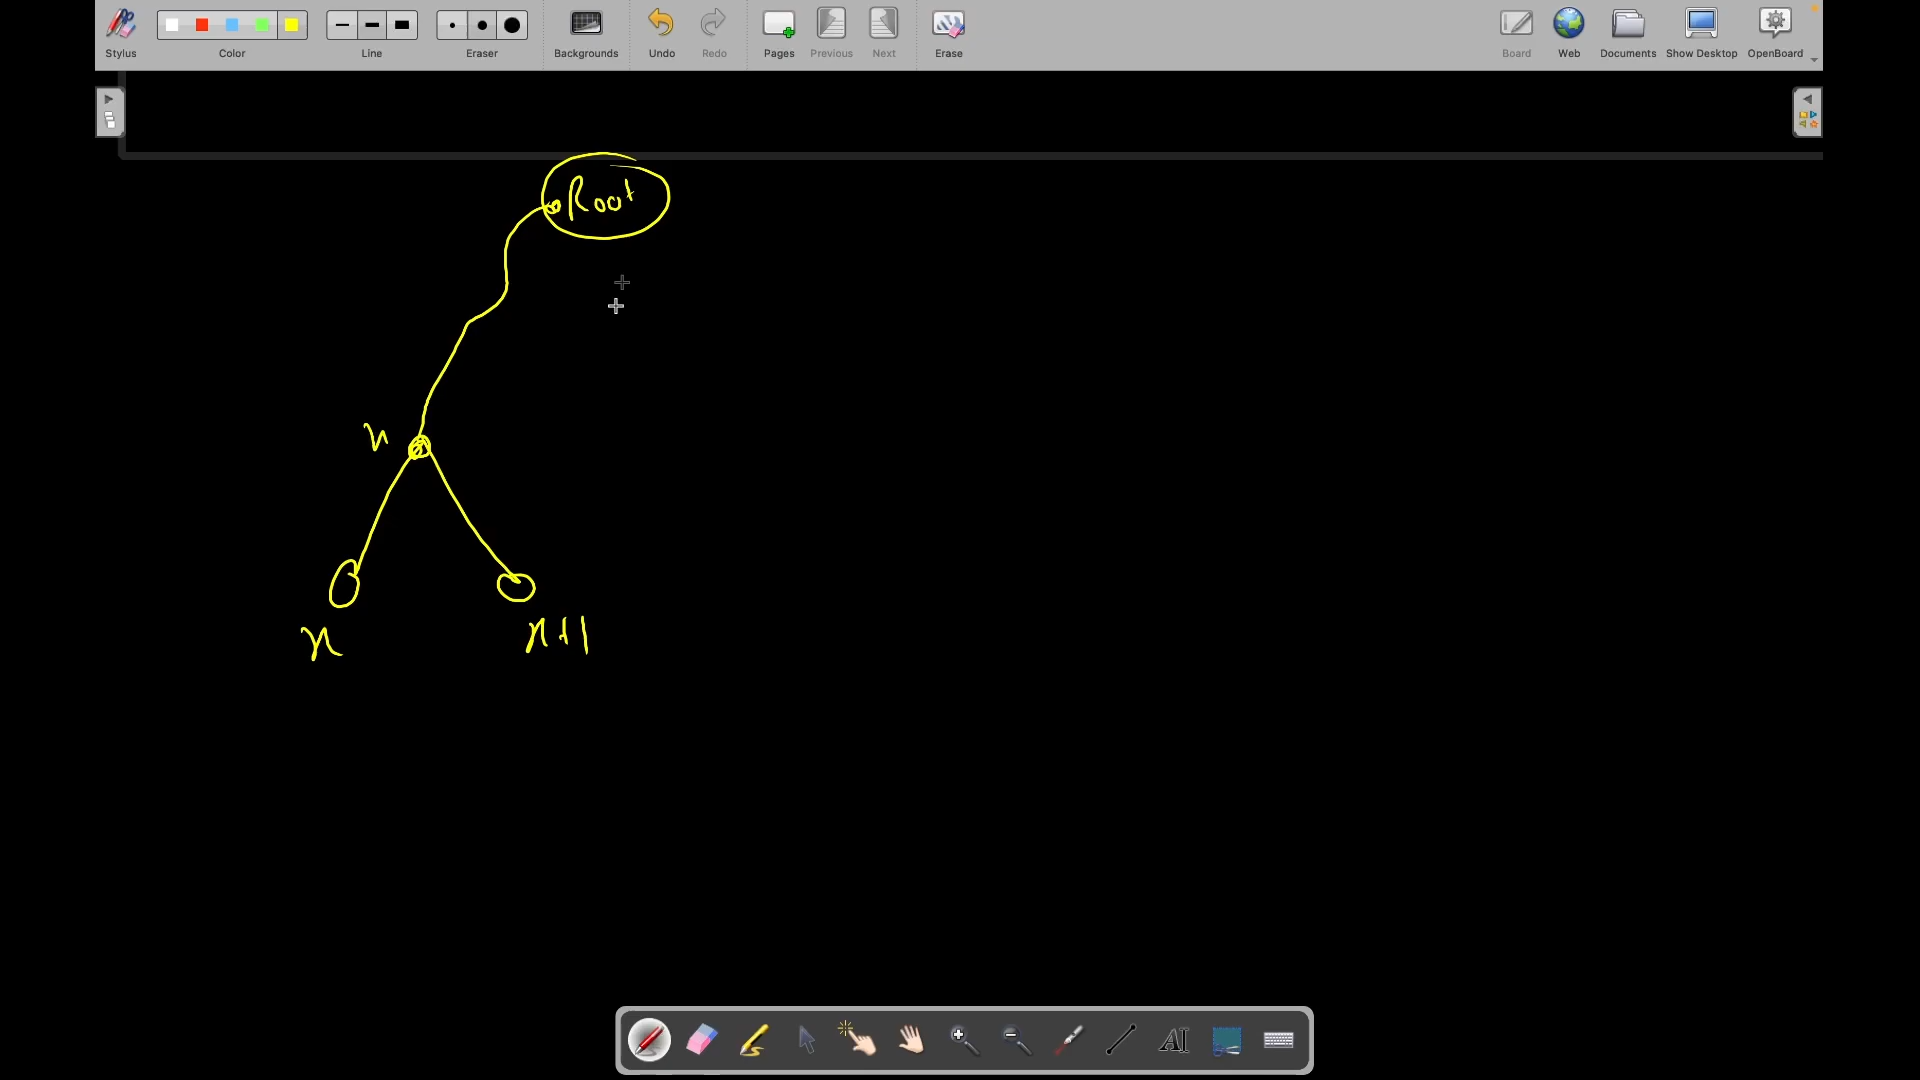 Stylus Color Line Eraser Backgrounds Undo Redo Pages Previous Next Erase Board Web Documents Show Desktop OpenBoard
Root
x
x
x+1
AI